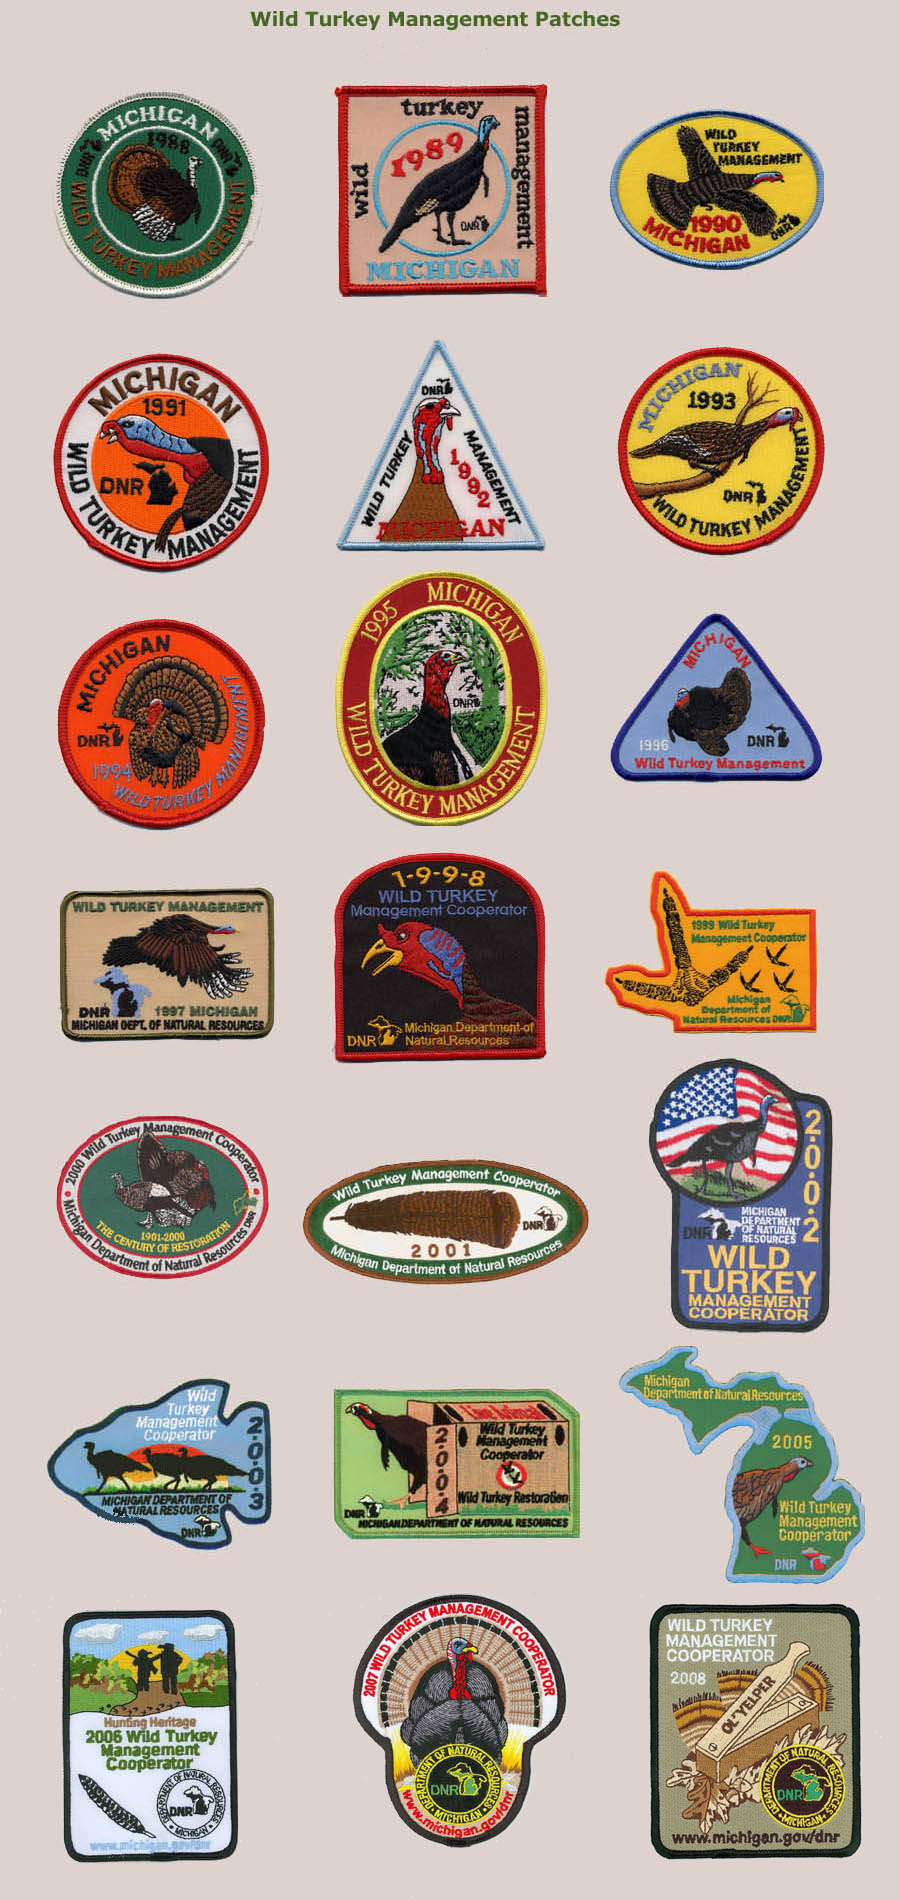 Wild Turkey Management Patches
MICHIGAN
1988
DNR
DNR
WILD TURKEY MANAGEMENT
turkey
wild
1989
management
DNR
MICHIGAN
WILD
TURKEY
MANAGEMENT
1990
MICHIGAN
DNR
MICHIGAN
1991
DNR
WILD TURKEY MANAGEMENT
DNR
WILD TURKEY
MANAGEMENT
1992
MICHIGAN
MICHIGAN
1993
DNR
WILD TURKEY MANAGEMENT
MICHIGAN
DNR
1994
WILD TURKEY MANAGEMENT
1995 MICHIGAN
DNR
WILD TURKEY MANAGEMENT
MICHIGAN
1996
DNR
Wild Turkey Management
WILD TURKEY MANAGEMENT
DNR
1997 MICHIGAN
MICHIGAN DEPT. OF NATURAL RESOURCES
1-9-9-8
WILD TURKEY
Management Cooperator
DNR
Michigan Department of
Natural Resources
1999 Wild Turkey
Management Cooperator
Michigan
Department of
Natural Resources DNR
2000 Wild Turkey Management Cooperator
1901-2000
THE CENTURY OF RESTORATION
Michigan Department of Natural Resources DNR
Wild Turkey Management Cooperator
DNR
2001
Michigan Department of Natural Resources
2·0·0·2
DNR
MICHIGAN
DEPARTMENT
OF NATURAL
RESOURCES
WILD
TURKEY
MANAGEMENT
COOPERATOR
Wild
Turkey
Management
Cooperator
2·0·0·3
MICHIGAN DEPARTMENT OF
NATURAL RESOURCES
DNR
Wild Turkey
Management
Cooperator
2·0·0·4
Wild Turkey Restoration
DNR
MICHIGAN DEPARTMENT OF NATURAL RESOURCES
Michigan
Department of Natural Resources
2005
Wild Turkey
Management
Cooperator
DNR
Hunting Heritage
2006 Wild Turkey
Management
Cooperator
DEPARTMENT OF NATURAL RESOURCES
DNR
MICHIGAN
www.michigan.gov/dnr
2007 WILD TURKEY MANAGEMENT COOPERATOR
DEPARTMENT OF NATURAL RESOURCES
DNR
MICHIGAN
www.michigan.gov/dnr
WILD TURKEY
MANAGEMENT
COOPERATOR
2008
OL' YELPER
DEPARTMENT OF NATURAL RESOURCES
DNR
MICHIGAN
www.michigan.gov/dnr